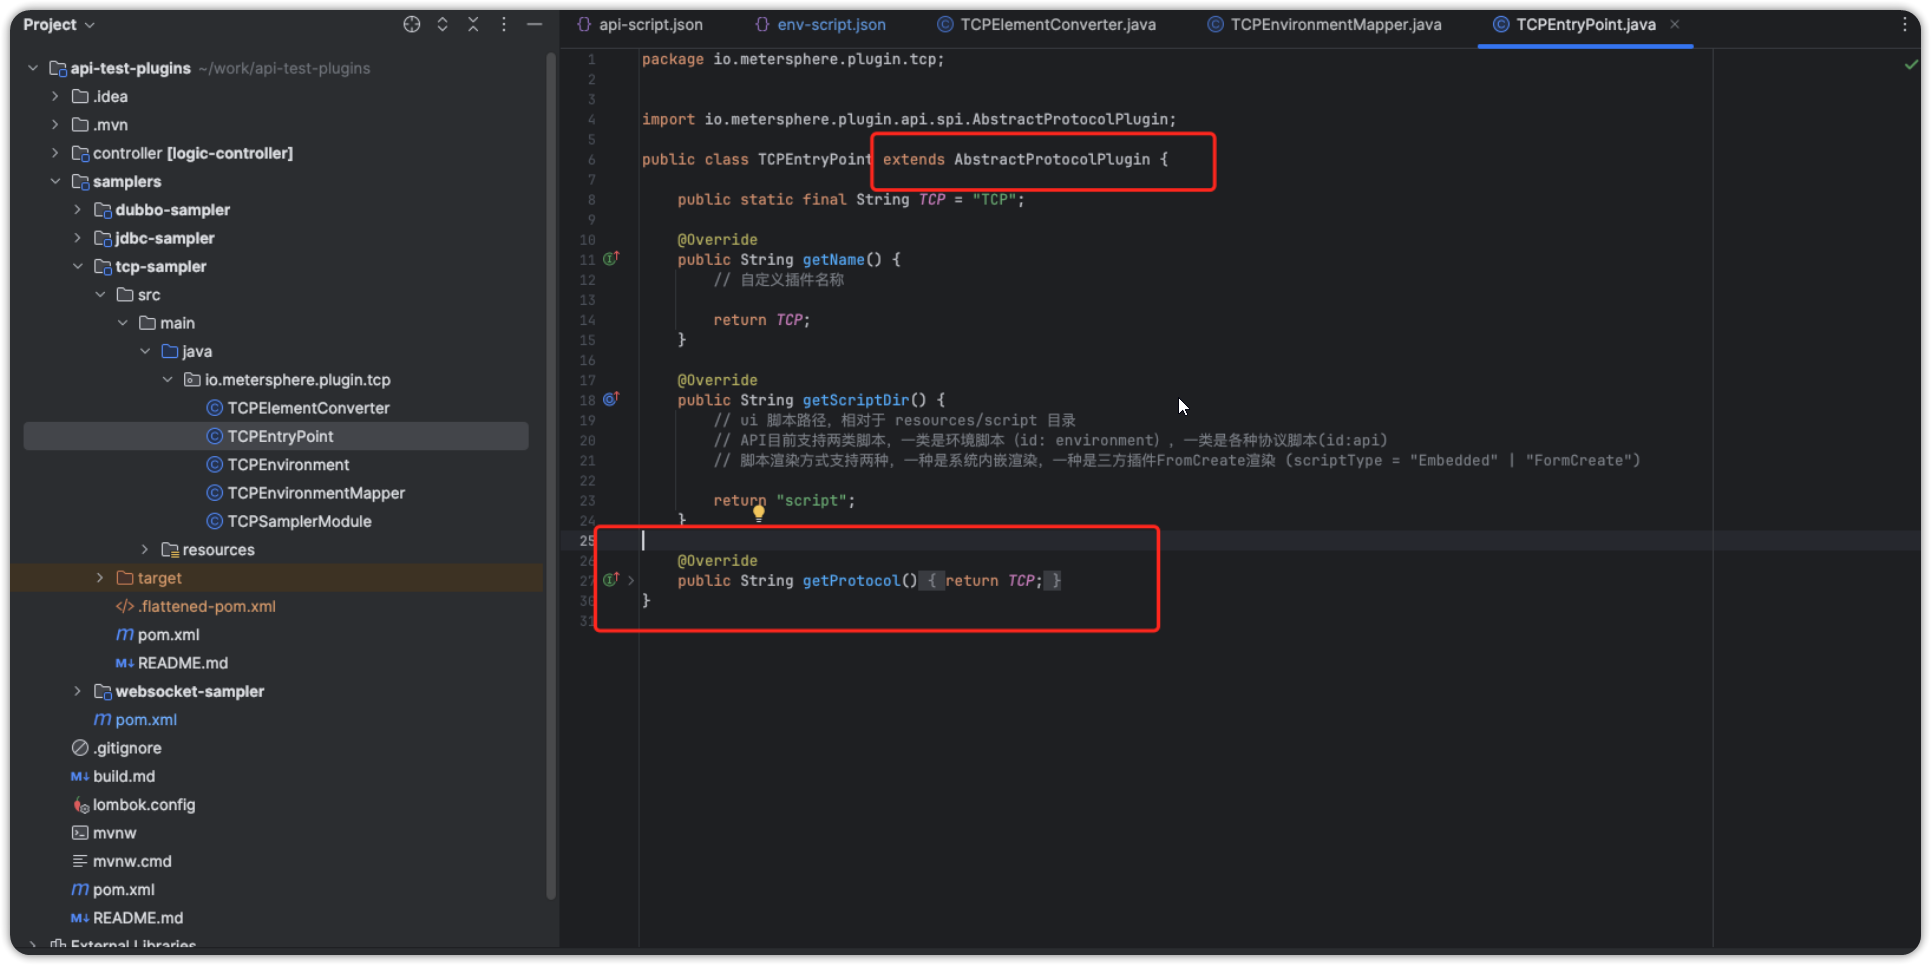 Project
api-test-plugins ~/work/api-test-plugins
.idea
.mvn
controller [logic-controller]
samplers
dubbo-sampler
jdbc-sampler
tcp-sampler
src
main
java
io.metersphere.plugin.tcp
TCPElementConverter
TCPEntryPoint
TCPEnvironment
TCPEnvironmentMapper
TCPSamplerModule
resources
target
.flattened-pom.xml
pom.xml
README.md
websocket-sampler
pom.xml
.gitignore
build.md
lombok.config
mvnw
mvnw.cmd
pom.xml
README.md
External Libraries
api-script.json env-script.json TCPElementConverter.java TCPEnvironmentMapper.java TCPEntryPoint.java
1 package io.metersphere.plugin.tcp;
2
3
4 import io.metersphere.plugin.api.spi.AbstractProtocolPlugin;
5
6 public class TCPEntryPoint extends AbstractProtocolPlugin {
7
8 public static final String TCP = "TCP";
9
10 @Override
11 public String getName() {
12 // 自定义插件名称
13
14 return TCP;
15 }
16
17 @Override
18 public String getScriptDir() {
19 // ui 脚本路径，相对于 resources/script 目录
20 // API目前支持两类脚本，一类是环境脚本（id: environment）, 一类是各种协议脚本(id:api)
21 // 脚本渲染方式支持两种，一种是系统内嵌渲染，一种是三方插件FromCreate渲染 (scriptType = "Embedded" | "FormCreate")
22
23 return "script";
24 }
25
26 @Override
27 public String getProtocol() { return TCP; }
30 }
31